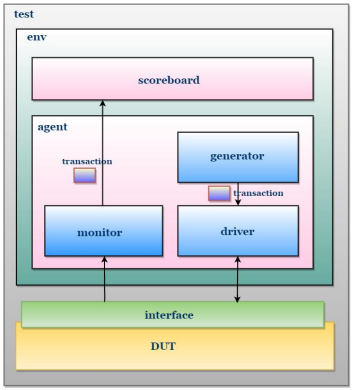 test
env
scoreboard
agent
transaction
generator
transaction
monitor
driver
interface
DUT